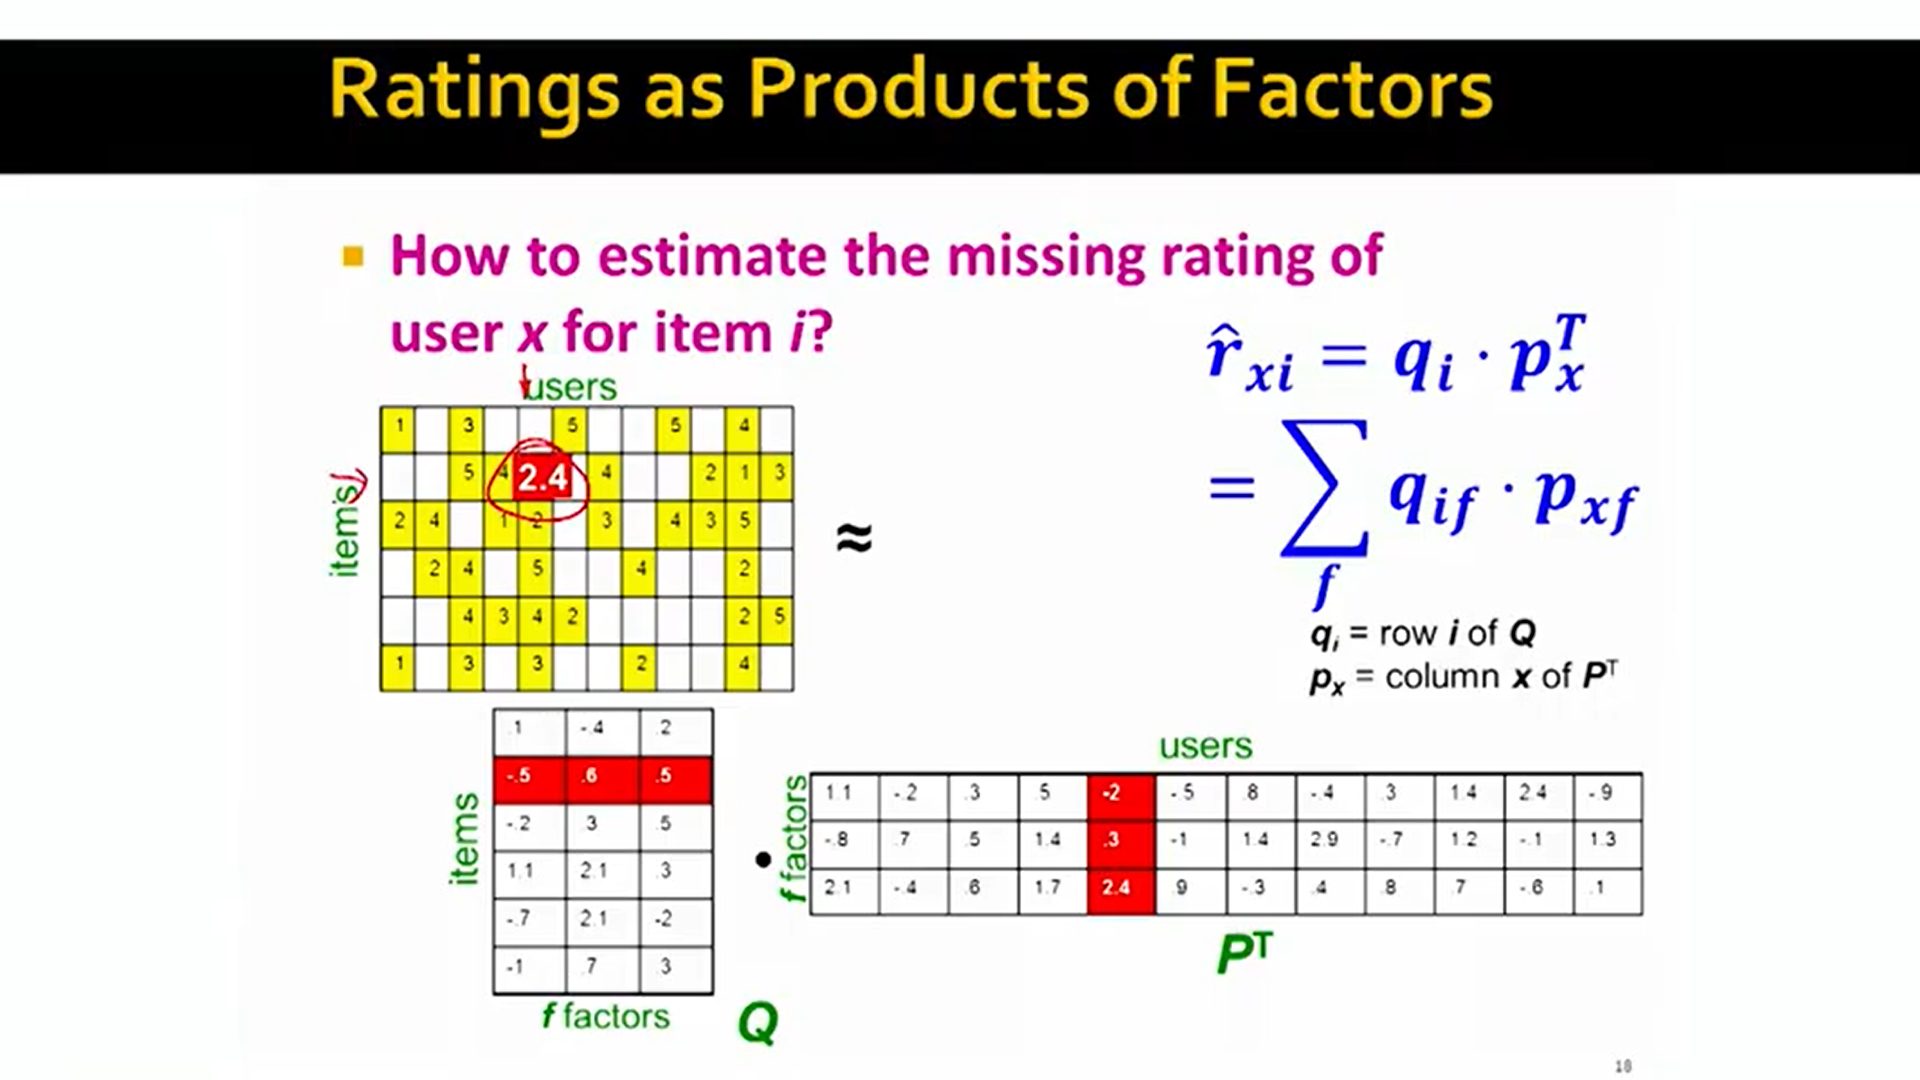 Ratings as Products of Factors
How to estimate the missing rating of
user x for item i?
users
items
1 3 5 5 4
5 4 2.4 4 2 1 3
2 4 1 2 3 4 3 5
2 4 5 4 2
4 3 4 2 2 5
1 3 3 2 4
≈
r̂xi = qi · pxT
= ∑f qif · pxf
qi = row i of Q
px = column x of PT
items
.1 -.4 .2
-.5 .6 .5
-.2 .3 .5
1.1 2.1 .3
-.7 2.1 -2
-1 .7 .3
f factors
Q
•
users
f factors
1.1 -.2 .3 .5 -2 -.5 .8 -.4 .3 1.4 2.4 -.9
-.8 .7 .5 1.4 .3 -1 1.4 2.9 -.7 1.2 -.1 1.3
2.1 -.4 .6 1.7 2.4 .9 -.3 .4 .8 .7 -.6 .1
PT
18